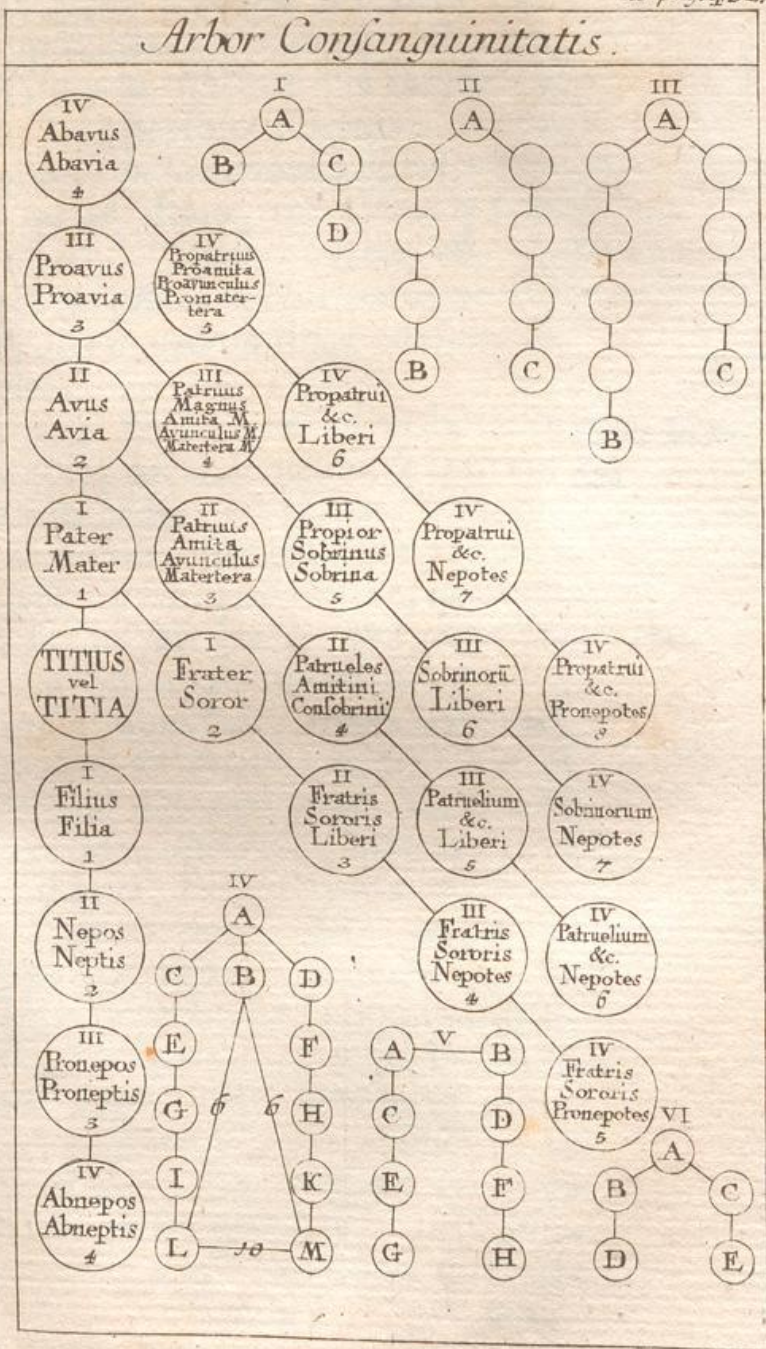 Arbor Consanguinitatis.
I
A
B
C
D
II
A
B
C
III
A
B
C
IV
Abavus
Abavia
4
III
Proavus
Proavia
3
IV
Propatruus
Proamita
Proavunculus
Promater-
tera
5
II
Avus
Avia
2
III
Patruus
Magnus
Amita M.
Avunculus M.
Matertera M.
4
IV
Propatrui
&c.
Liberi
6
I
Pater
Mater
1
II
Patruus
Amita
Avunculus
Matertera
3
III
Propior
Sobrinus
Sobrina
5
IV
Propatrui
&c.
Nepotes
7
TITIUS
vel
TITIA
I
Frater
Soror
2
II
Patrueles
Amitini
Consobrini
4
III
Sobrinorū
Liberi
6
IV
Propatrui
&c.
Pronepotes
8
I
Filius
Filia
1
II
Fratris
Sororis
Liberi
3
III
Patruelium
&c.
Liberi
5
IV
Sobrinorum
Nepotes
7
II
Nepos
Neptis
2
III
Fratris
Sororis
Nepotes
4
IV
Patruelium
&c.
Nepotes
6
III
Pronepos
Proneptis
3
IV
Fratris
Sororis
Pronepotes
5
IV
Abnepos
Abneptis
4
IV
A
C B D
E F
G 6 6 H
I K
L 10 M
V
A B
C D
E F
G H
VI
A
B C
D E